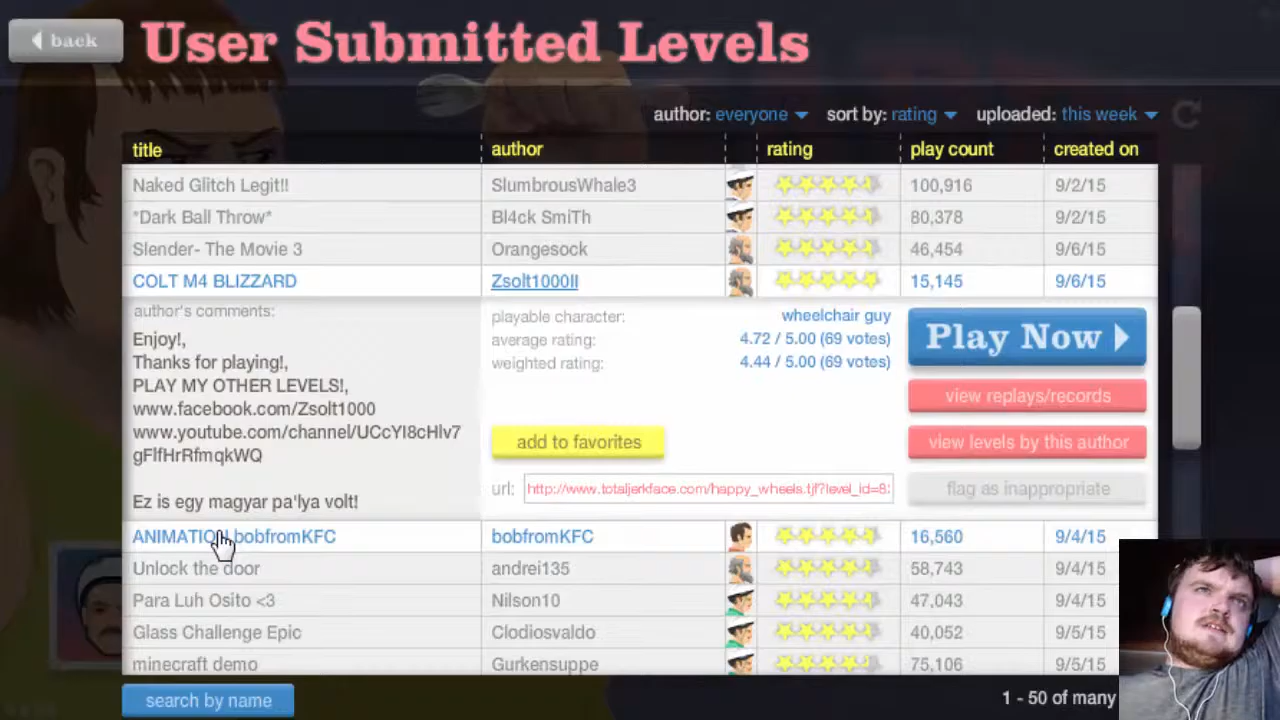 back
User Submitted Levels
author: everyone sort by: rating uploaded: this week
title author rating play count created on
Naked Glitch Legit!! SlumbrousWhale3 100,916 9/2/15
*Dark Ball Throw* Bl4ck SmiTh 80,378 9/2/15
Slender- The Movie 3 Orangesock 46,454 9/6/15
COLT M4 BLIZZARD Zsolt1000II 15,145 9/6/15
author's comments:
Enjoy!,
Thanks for playing!,
PLAY MY OTHER LEVELS!,
www.facebook.com/Zsolt1000
www.youtube.com/channel/UCcYI8cHlv7
gFlfHrRfmqkWQ
Ez is egy magyar pa'lya volt!
playable character: wheelchair guy
average rating: 4.72 / 5.00 (69 votes)
weighted rating: 4.44 / 5.00 (69 votes)
add to favorites
url: http://www.totaljerkface.com/happy_wheels.tjf?level_id=8
Play Now
view replays/records
view levels by this author
flag as inappropriate
ANIMATION bobfromKFC bobfromKFC 16,560 9/4/15
Unlock the door andrei135 58,743 9/4/15
Para Luh Osito <3 Nilson10 47,043 9/4/15
Glass Challenge Epic Clodiosvaldo 40,052 9/5/15
minecraft demo Gurkensuppe 75,106 9/5/15
search by name
1 - 50 of many